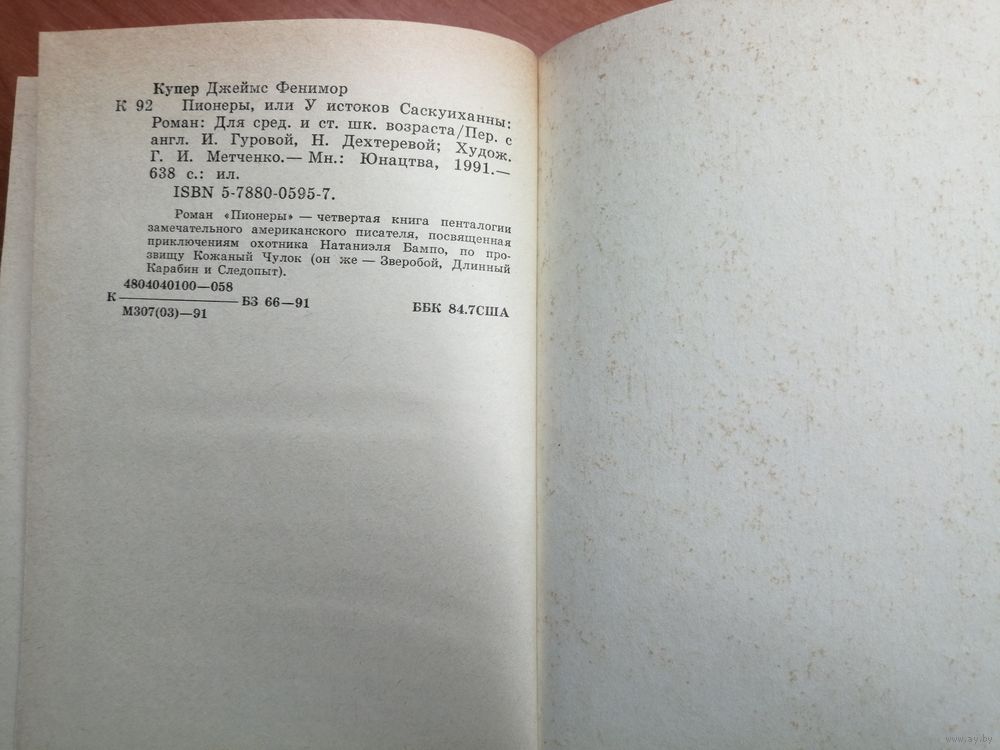 Купер Джеймс Фенимор
К 92 Пионеры, или У истоков Саскуиханны:
Роман: Для сред. и ст. шк. возраста/Пер. с
англ. И. Гуровой, Н. Дехтеревой; Худож.
Г. И. Метченко.— Мн.: Юнацтва, 1991.—
638 с.: ил.
ISBN 5-7880-0595-7.
Роман «Пионеры» — четвертая книга пенталогии
замечательного американского писателя, посвященная
приключениям охотника Натаниэля Бампо, по про-
звищу Кожаный Чулок (он же — Зверобой, Длинный
Карабин и Следопыт).
4804040100—058
К БЗ 66—91
М307(03)—91
ББК 84.7США
www.ay.by